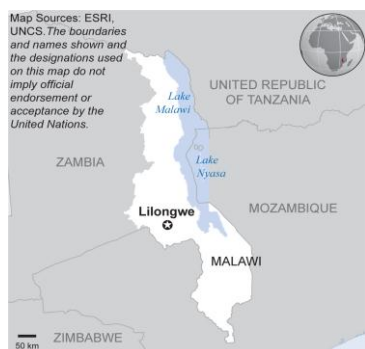 Map Sources: ESRI,
UNCS.The boundaries
and names shown and
the designations used
on this map do not
imply official
endorsement or
acceptance by the
United Nations.
UNITED REPUBLIC
OF TANZANIA
Lake
Malawi
ZAMBIA
Lake
Nyasa
MOZAMBIQUE
Lilongwe
MALAWI
ZIMBABWE
50 km